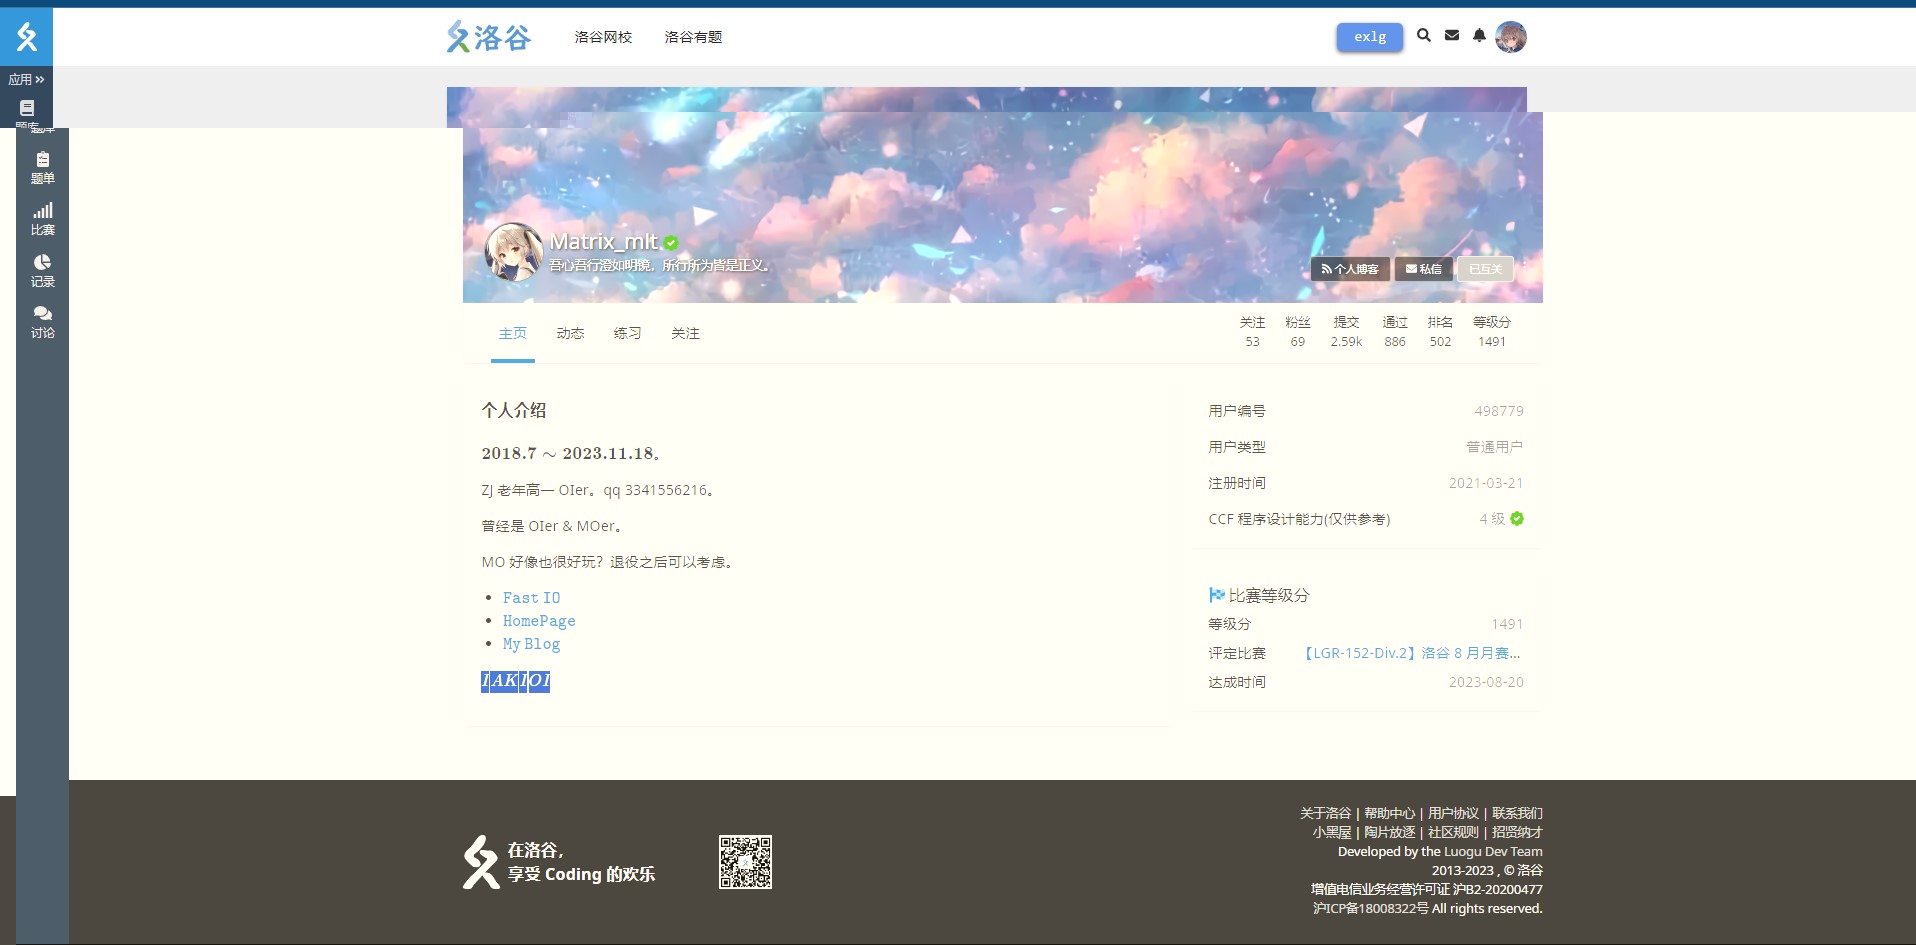 洛谷
洛谷网校
洛谷有题
exlg
应用
题库
题单
比赛
记录
讨论
Matrix_mlt
吾心吾行澄如明镜，所行所为皆是正义。
个人博客
私信
已互关
主页
动态
练习
关注
关注 粉丝 提交 通过 排名 等级分
53 69 2.59k 886 502 1491
个人介绍
2018.7 ~ 2023.11.18。
ZJ 老年高一 OIer。qq 3341556216。
曾经是 OIer & MOer。
MO 好像也很好玩？退役之后可以考虑。
Fast IO
HomePage
My Blog
I AK IOI
用户编号 498779
用户类型 普通用户
注册时间 2021-03-21
CCF 程序设计能力(仅供参考) 4 级
比赛等级分
等级分 1491
评定比赛 【LGR-152-Div.2】洛谷 8 月月赛...
达成时间 2023-08-20
在洛谷，
享受 Coding 的欢乐
关于洛谷 | 帮助中心 | 用户协议 | 联系我们
小黑屋 | 陶片放逐 | 社区规则 | 招贤纳才
Developed by the Luogu Dev Team
2013-2023 , © 洛谷
增值电信业务经营许可证 沪B2-20200477
沪ICP备18008322号 All rights reserved.